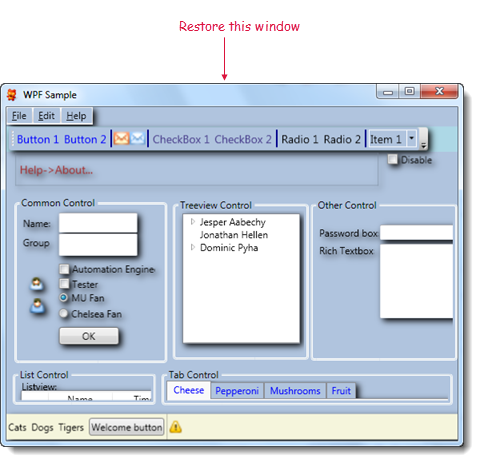 Restore this window
WPF Sample
File Edit Help
Button 1 Button 2 CheckBox 1 CheckBox 2 Radio 1 Radio 2 Item 1
Help->About...
Disable
Common Control
Name:
Group
Automation Engine
Tester
MU Fan
Chelsea Fan
OK
Treeview Control
Jesper Aabechy
Jonathan Hellen
Dominic Pyha
Other Control
Password box
Rich Textbox
List Control
Listview:
Name
Tab Control
Cheese Pepperoni Mushrooms Fruit
Cats Dogs Tigers Welcome button